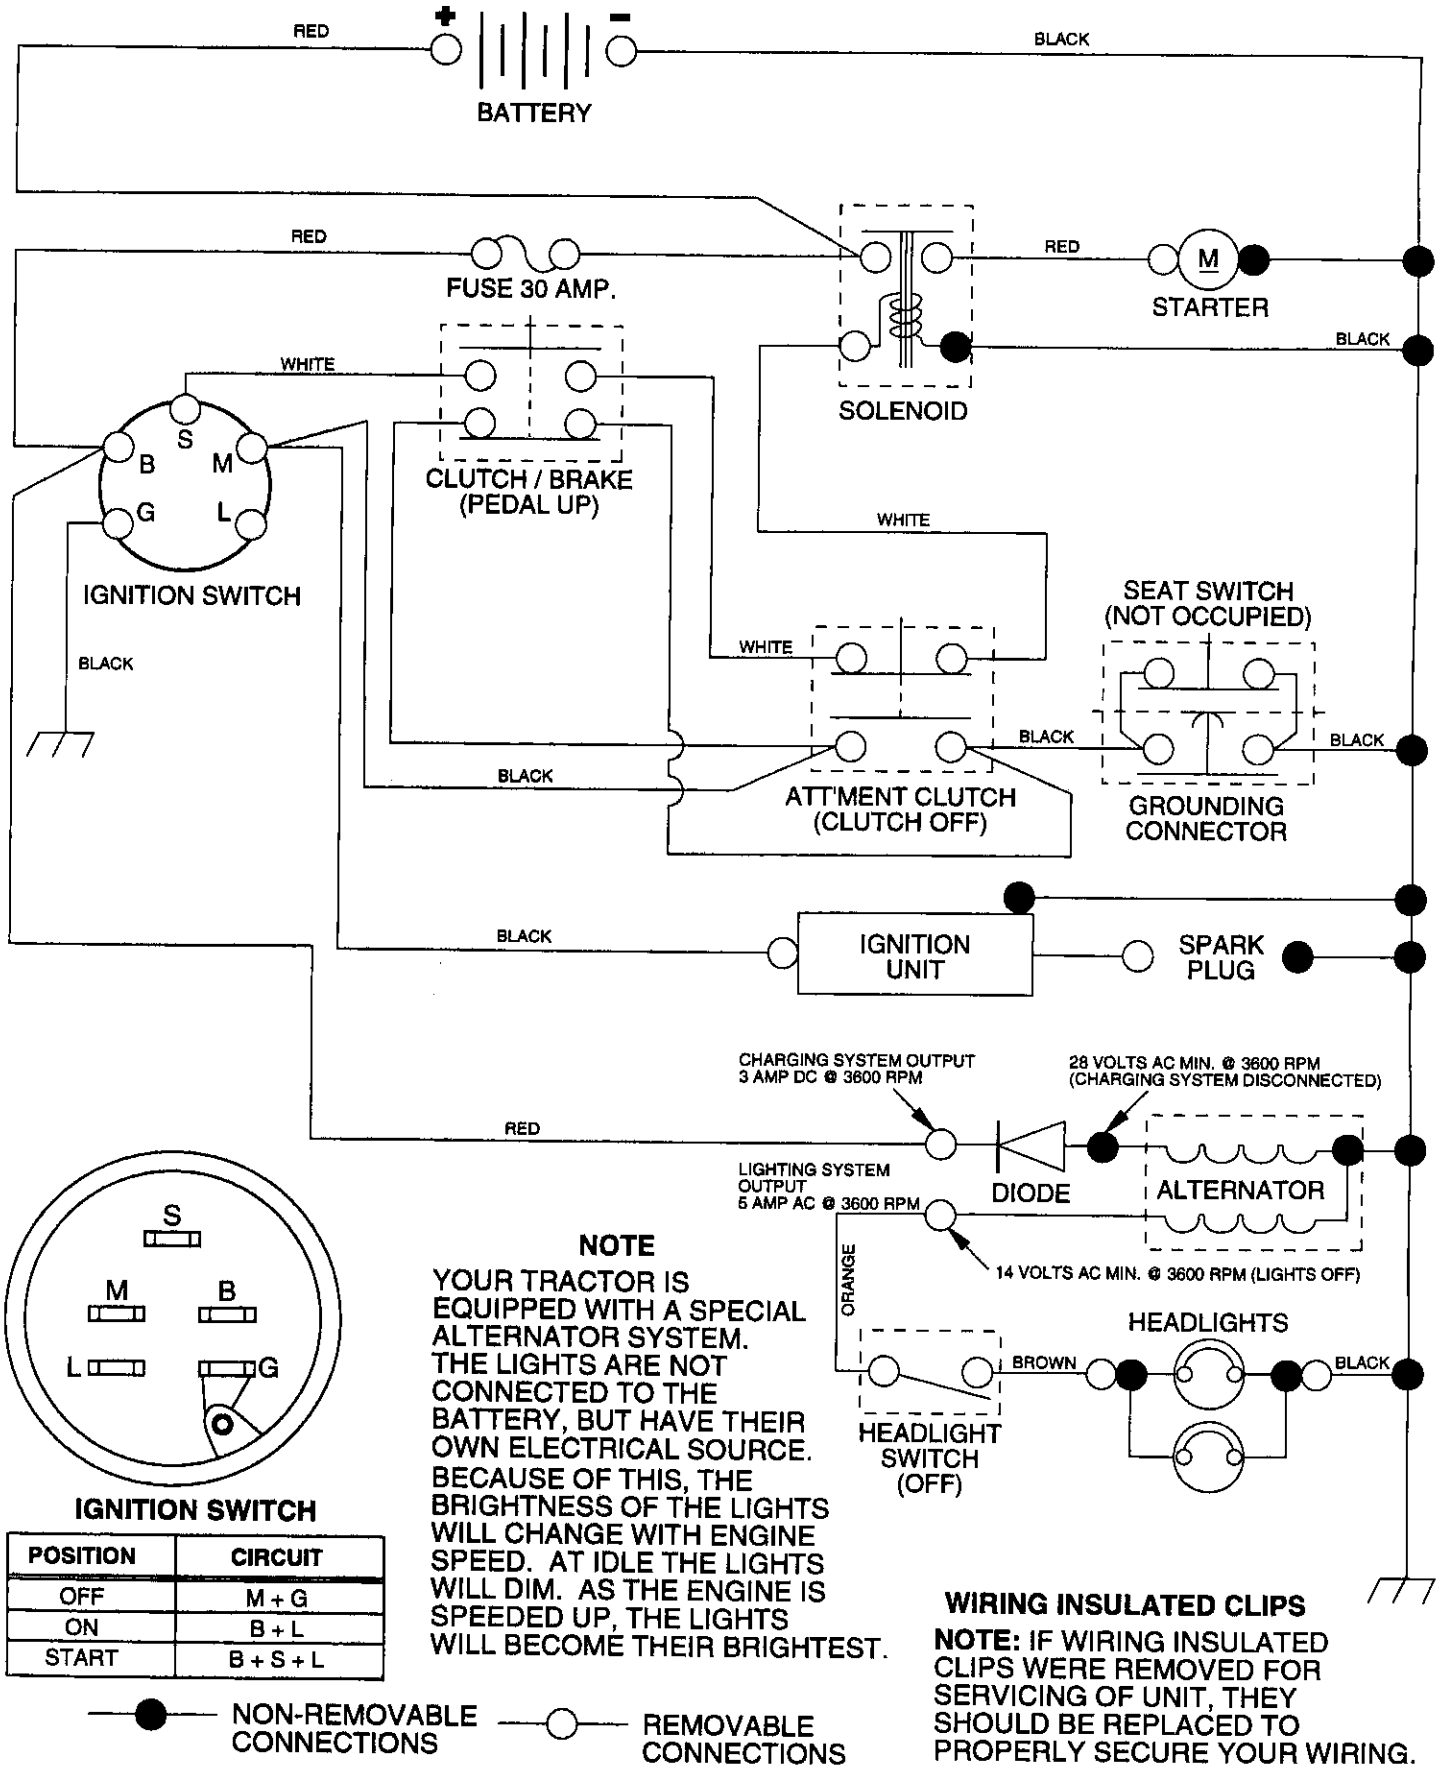 + −
RED
BLACK
BATTERY
RED
FUSE 30 AMP.
RED
M
STARTER
BLACK
SOLENOID
WHITE
S
B
M
G
L
IGNITION SWITCH
CLUTCH / BRAKE
(PEDAL UP)
WHITE
BLACK
WHITE
SEAT SWITCH
(NOT OCCUPIED)
BLACK
BLACK
BLACK
ATT'MENT CLUTCH
(CLUTCH OFF)
GROUNDING
CONNECTOR
BLACK
IGNITION
UNIT
SPARK
PLUG
CHARGING SYSTEM OUTPUT
3 AMP DC @ 3600 RPM
28 VOLTS AC MIN. @ 3600 RPM
(CHARGING SYSTEM DISCONNECTED)
RED
DIODE
ALTERNATOR
LIGHTING SYSTEM
OUTPUT
5 AMP AC @ 3600 RPM
14 VOLTS AC MIN. @ 3600 RPM (LIGHTS OFF)
ORANGE
HEADLIGHTS
BROWN
BLACK
HEADLIGHT
SWITCH
(OFF)
S
M
B
L
G
IGNITION SWITCH
POSITION CIRCUIT
OFF M + G
ON B + L
START B + S + L
NOTE
YOUR TRACTOR IS
EQUIPPED WITH A SPECIAL
ALTERNATOR SYSTEM.
THE LIGHTS ARE NOT
CONNECTED TO THE
BATTERY, BUT HAVE THEIR
OWN ELECTRICAL SOURCE.
BECAUSE OF THIS, THE
BRIGHTNESS OF THE LIGHTS
WILL CHANGE WITH ENGINE
SPEED. AT IDLE THE LIGHTS
WILL DIM. AS THE ENGINE IS
SPEEDED UP, THE LIGHTS
WILL BECOME THEIR BRIGHTEST.
WIRING INSULATED CLIPS
NOTE: IF WIRING INSULATED
CLIPS WERE REMOVED FOR
SERVICING OF UNIT, THEY
SHOULD BE REPLACED TO
PROPERLY SECURE YOUR WIRING.
NON-REMOVABLE
CONNECTIONS
REMOVABLE
CONNECTIONS